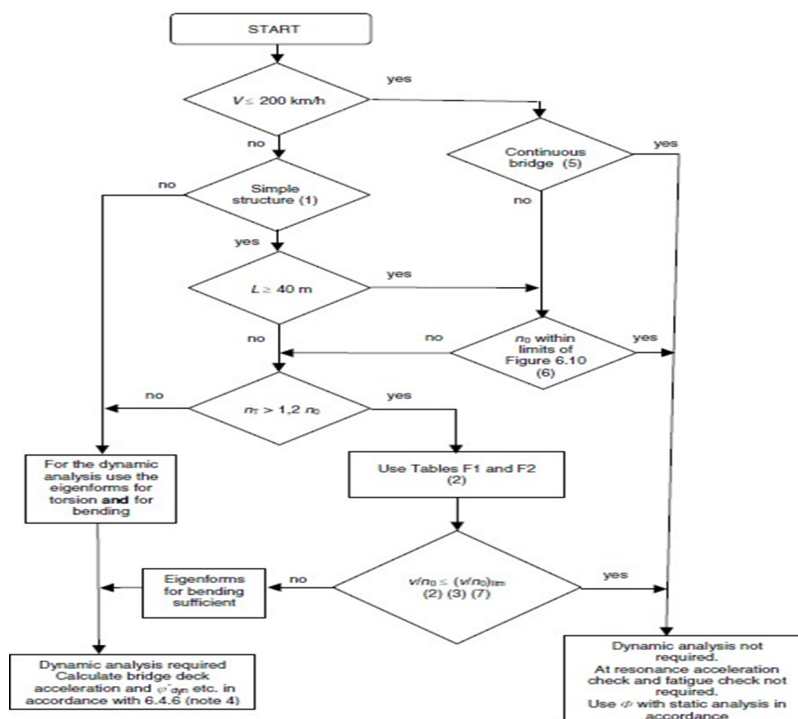 START
V ≤ 200 km/h
yes
no
Continuous
bridge (5)
yes
no
Simple
structure (1)
no
yes
L ≥ 40 m
yes
no
n0 within
limits of
Figure 6.10
(6)
no
yes
nT > 1,2 n0
no
yes
For the dynamic
analysis use the
eigenforms for
torsion and for
bending
Use Tables F1 and F2
(2)
v/n0 ≤ (v/n0)lim
(2) (3) (7)
no
yes
Eigenforms
for bending
sufficient
Dynamic analysis required
Calculate bridge deck
acceleration and φ'dyn etc. in
accordance with 6.4.6 (note 4)
Dynamic analysis not
required.
At resonance acceleration
check and fatigue check not
required.
Use Φ with static analysis in
accordance